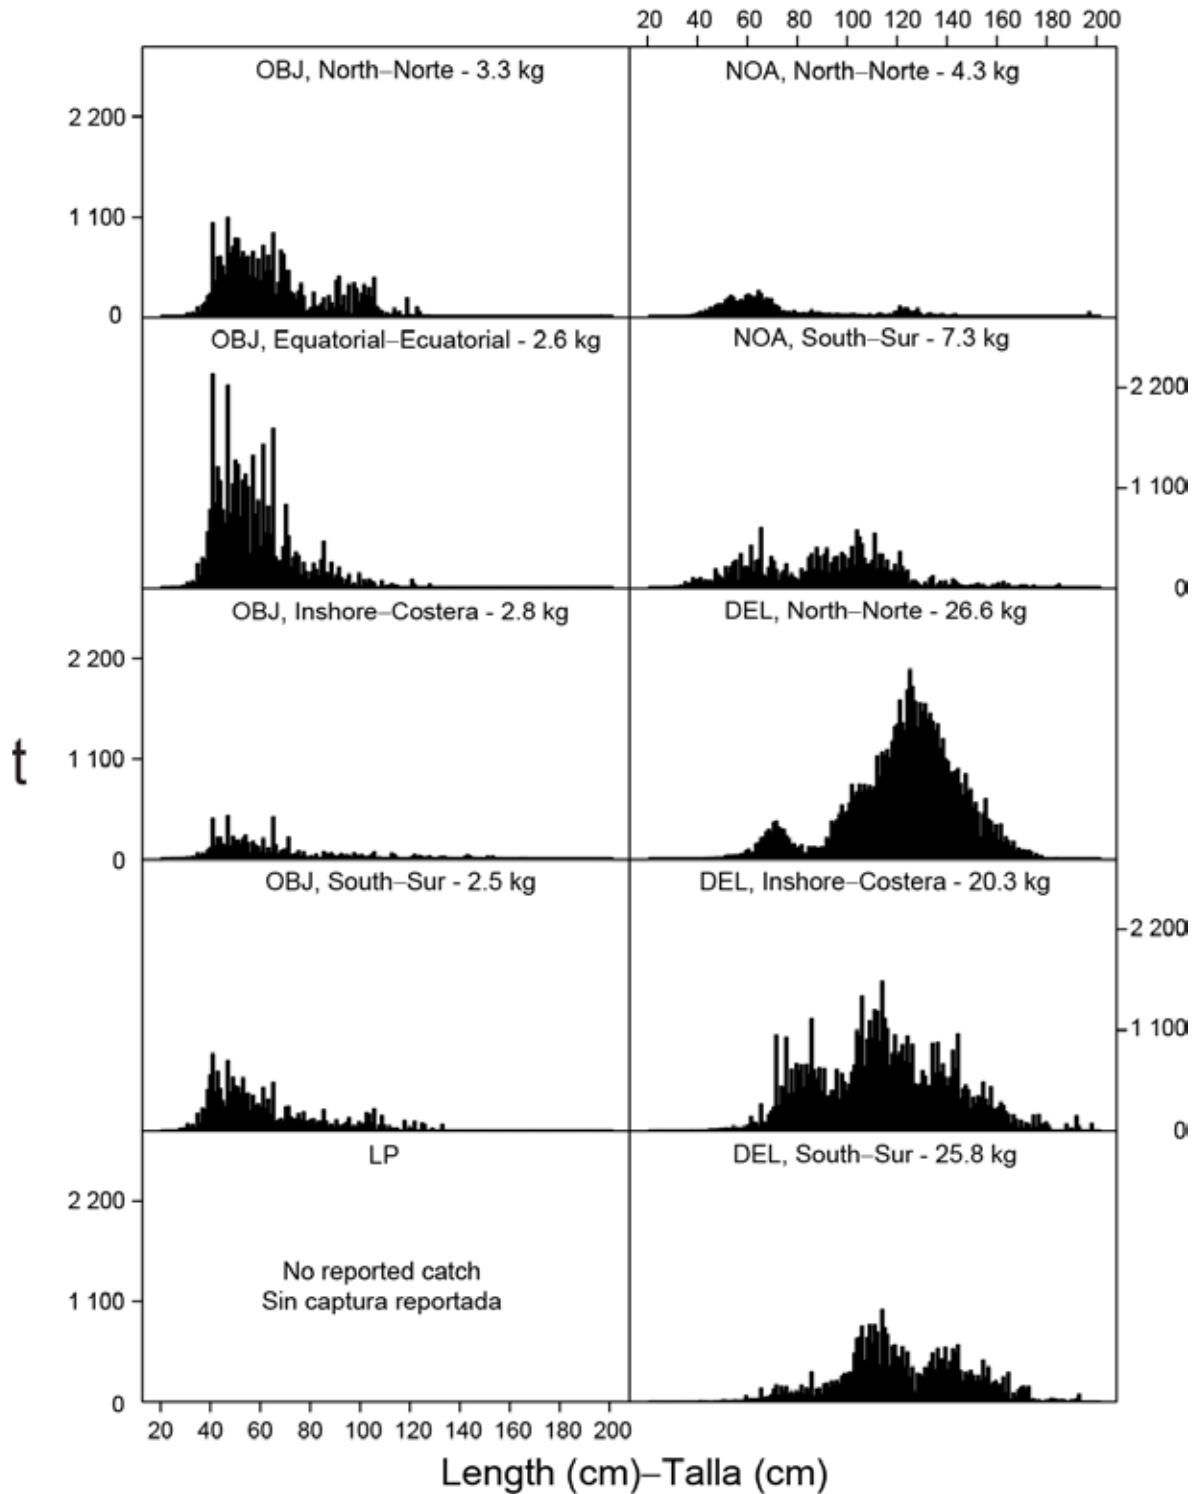 20 40 60 80 100 120 140 160 180 200
OBJ, North–Norte - 3.3 kg
NOA, North–Norte - 4.3 kg
2 200
1 100
0
OBJ, Equatorial–Ecuatorial - 2.6 kg
NOA, South–Sur - 7.3 kg
2 200
1 100
0
OBJ, Inshore–Costera - 2.8 kg
DEL, North–Norte - 26.6 kg
2 200
1 100
0
t
OBJ, South–Sur - 2.5 kg
DEL, Inshore–Costera - 20.3 kg
2 200
1 100
0
LP
DEL, South–Sur - 25.8 kg
2 200
No reported catch
Sin captura reportada
1 100
0
20 40 60 80 100 120 140 160 180 200
Length (cm)–Talla (cm)